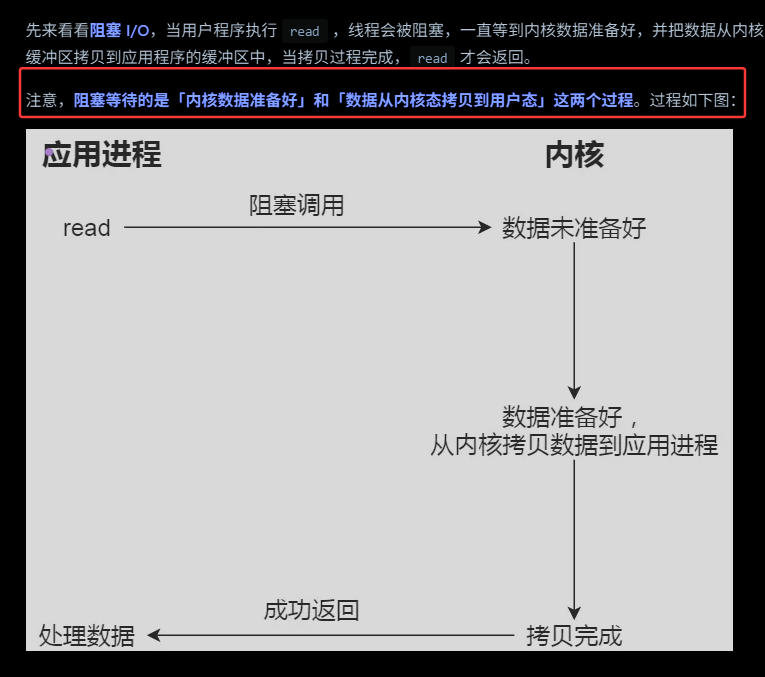 先来看看阻塞 I/O，当用户程序执行 read ，线程会被阻塞，一直等到内核数据准备好，并把数据从内核
缓冲区拷贝到应用程序的缓冲区中，当拷贝过程完成， read 才会返回。
注意，阻塞等待的是「内核数据准备好」和「数据从内核态拷贝到用户态」这两个过程。过程如下图：
应用进程 内核
阻塞调用
read 数据未准备好
数据准备好，
从内核拷贝数据到应用进程
成功返回
处理数据 拷贝完成